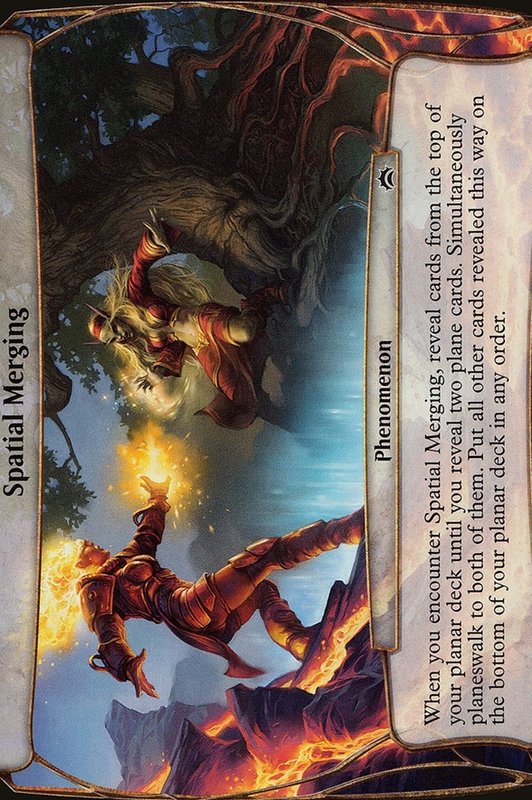 Spatial Merging
Phenomenon
When you encounter Spatial Merging, reveal cards from the top of
your planar deck until you reveal two plane cards. Simultaneously
planeswalk to both of them. Put all other cards revealed this way on
the bottom of your planar deck in any order.